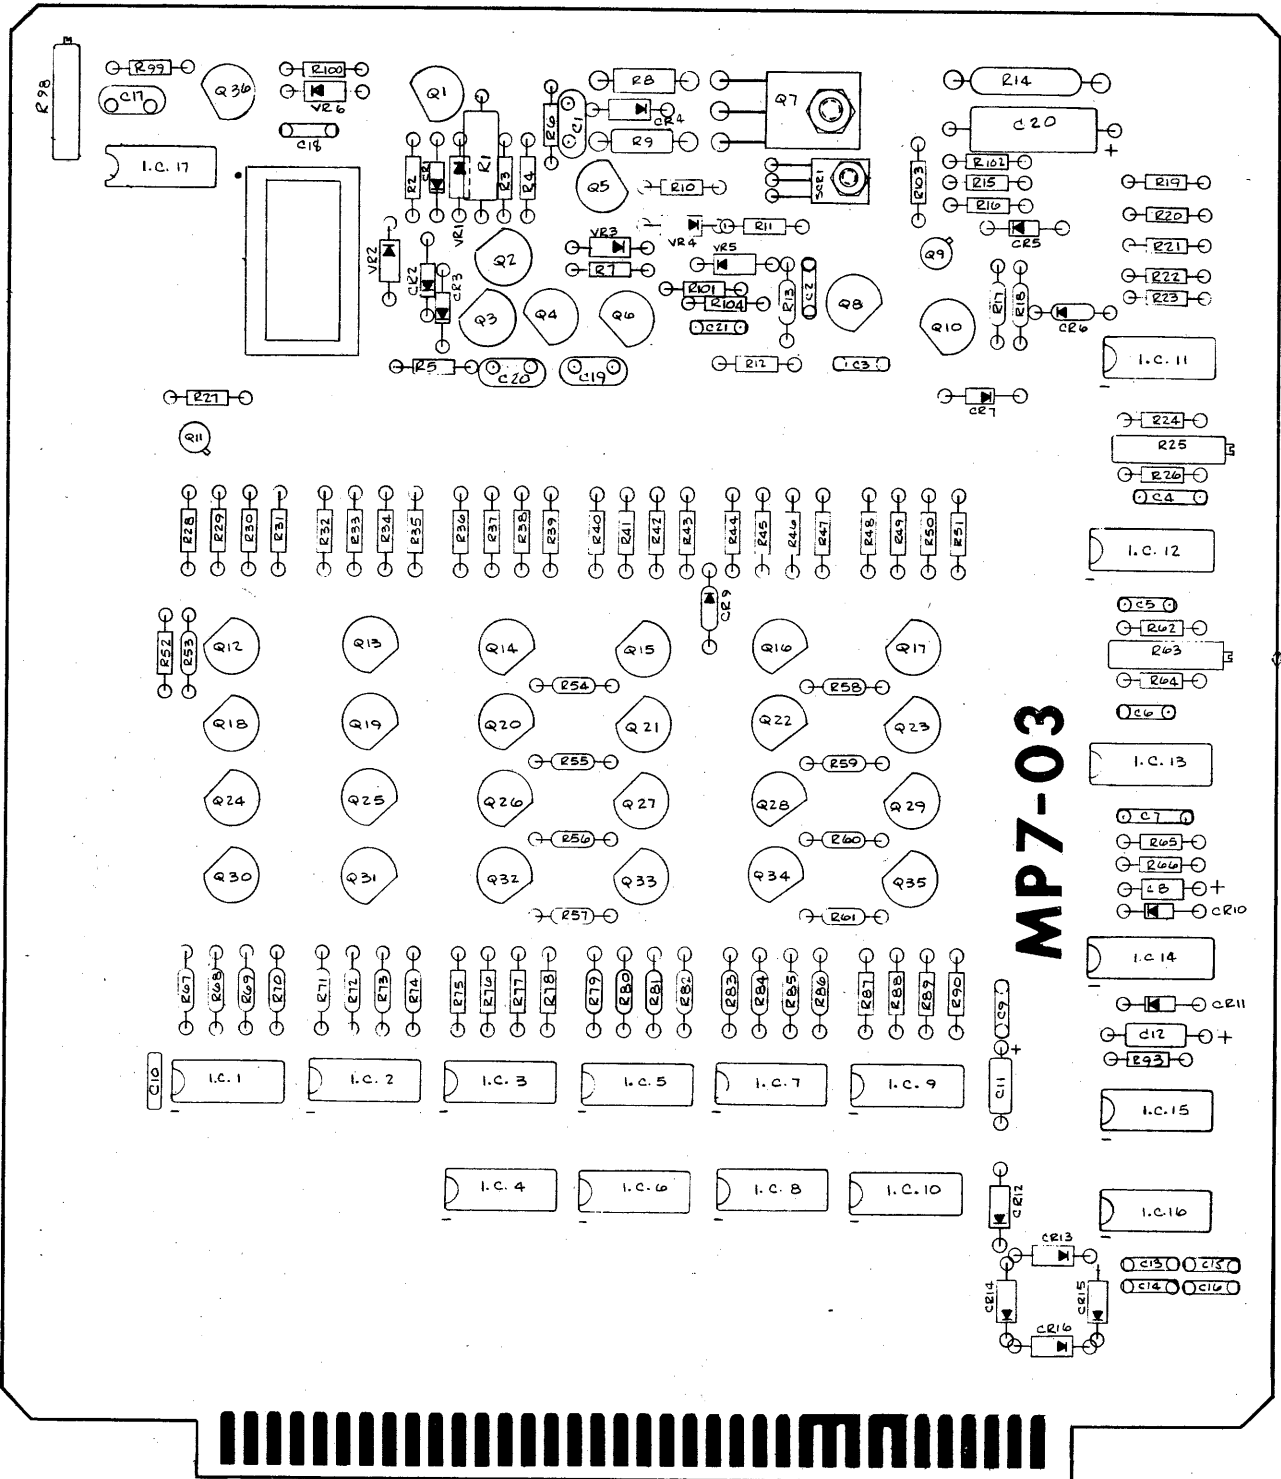 R98
R99
C17
Q36
R100
VR6
C18
I.C. 17
Q1
R6
C1
R8
CR4
R9
Q7
SCR1
R14
C20
+
R103
R102
R15
R16
CR5
Q9
R19
R20
R21
R22
R23
R2
CR1
VR1
R1
R3
R4
Q5
R10
VR4
R11
VR2
CR2
CR3
Q2
VR3
R7
VR5
R101
R104
C21
R13
C2
Q8
Q3
Q4
Q6
Q10
R17
R18
CR6
R5
C20
C19
R12
C3
I.C. 11
CR7
R27
Q11
R24
R25
R26
C4
R28
R29
R30
R31
R32
R33
R34
R35
R36
R37
R38
R39
R40
R41
R42
R43
R44
R45
R46
R47
R48
R49
R50
R51
I.C. 12
CR9
C5
R62
R63
R64
C6
R52
R53
Q12
Q13
Q14
Q15
Q16
Q17
R54
R58
Q18
Q19
Q20
Q21
Q22
Q23
R55
R59
I.C. 13
MP7-03
Q24
Q25
Q26
Q27
Q28
Q29
R56
R60
C7
R65
R66
C8 +
CR10
Q30
Q31
Q32
Q33
Q34
Q35
R57
R61
I.C. 14
R67
R68
R69
R70
R71
R72
R73
R74
R75
R76
R77
R78
R79
R80
R81
R82
R83
R84
R85
R86
R87
R88
R89
R90
C9
CR11
C12 +
R93
C10
I.C. 1
I.C. 2
I.C. 3
I.C. 5
I.C. 7
I.C. 9
+
C11
I.C. 15
I.C. 4
I.C. 6
I.C. 8
I.C. 10
CR12
I.C. 16
CR13
CR14
CR15
CR16
C13
C15
C14
C16